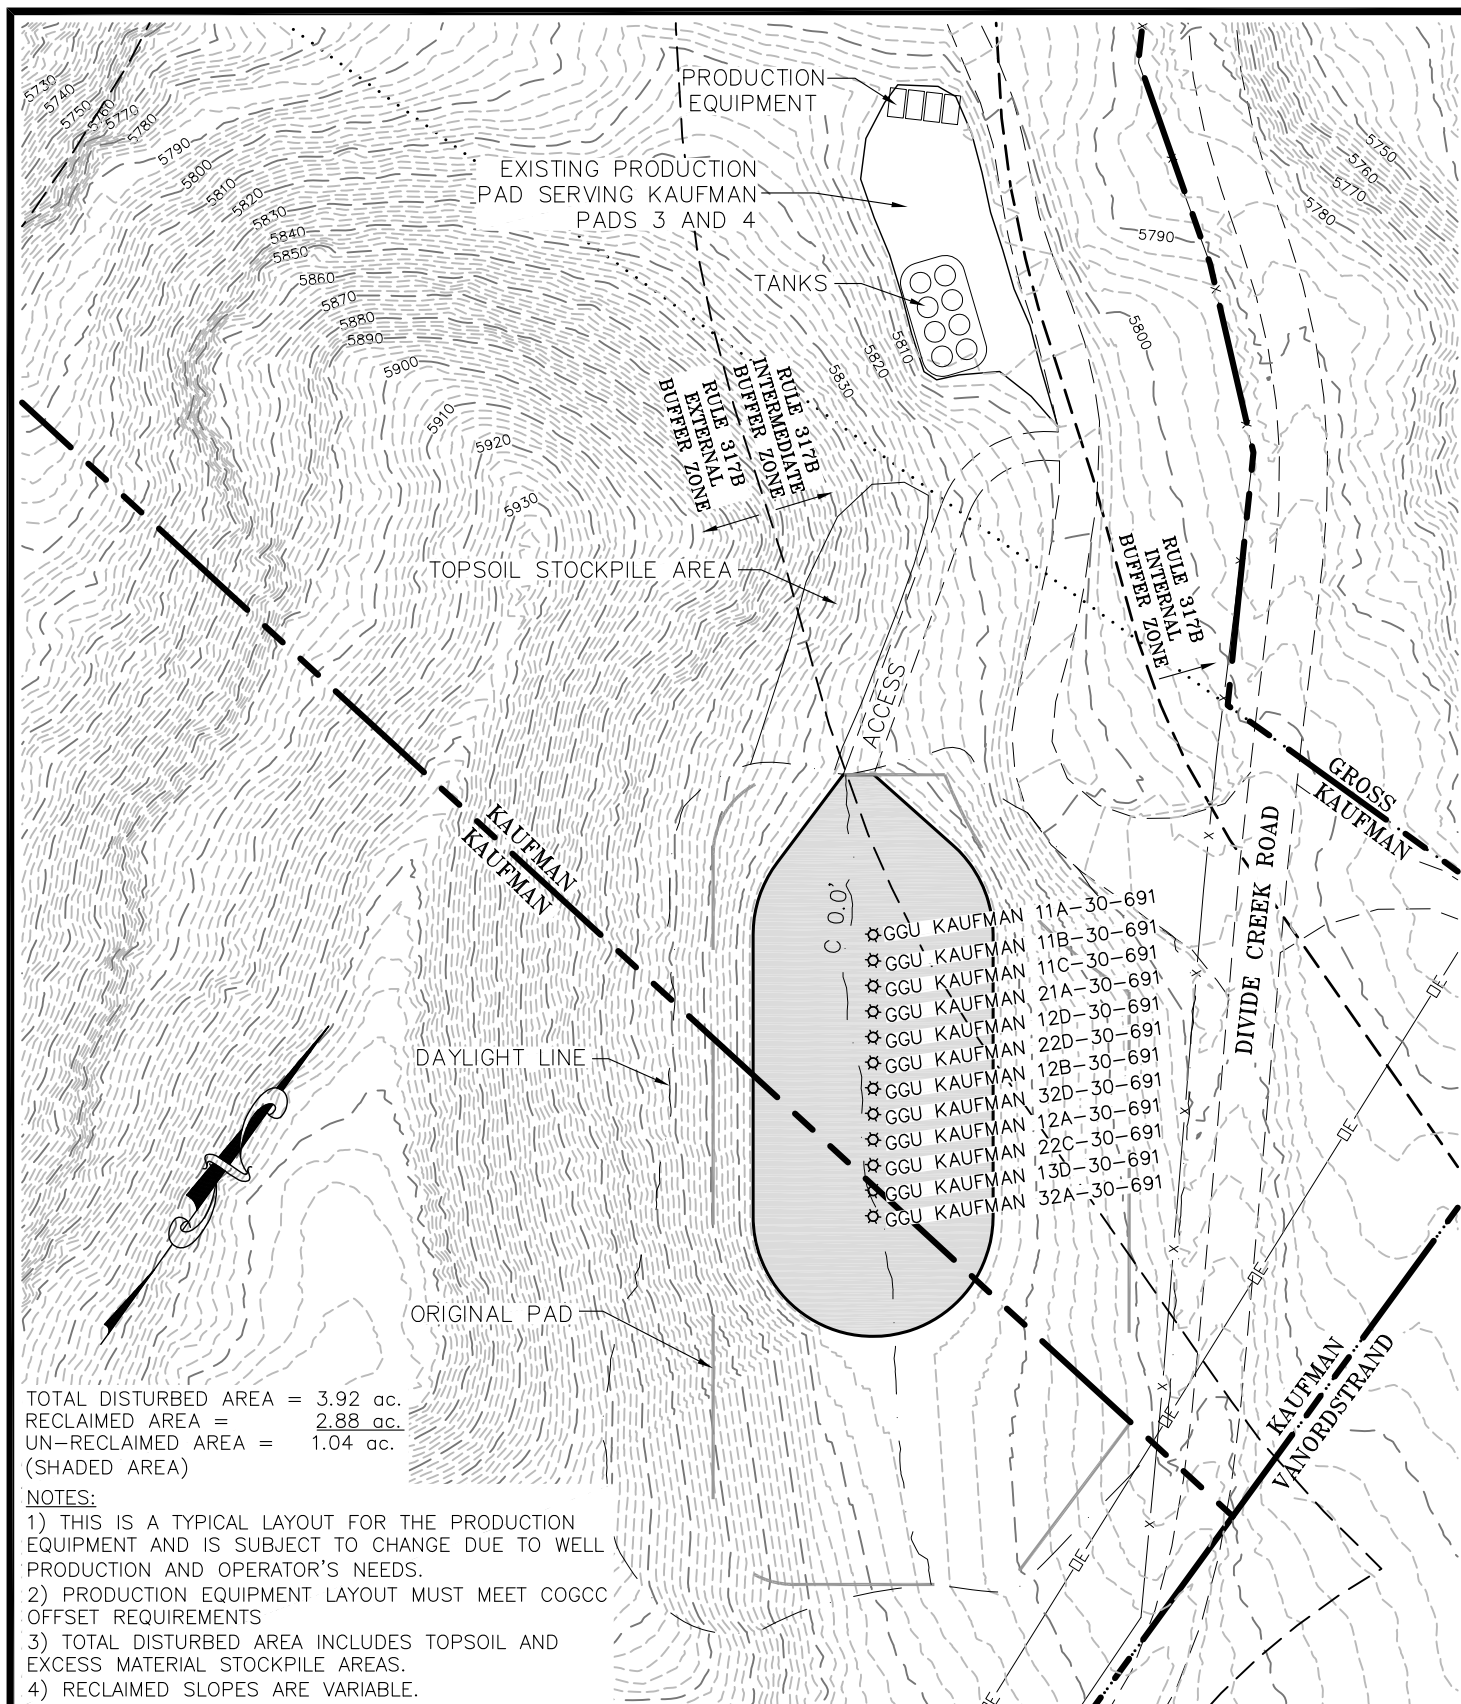 5730
5740
5750
5760
5770
5780
5790
5800
5810
5820
5830
5840
5850
5860
5870
5880
5890
5900
5910
5920
5930
PRODUCTION
EQUIPMENT
EXISTING PRODUCTION
PAD SERVING KAUFMAN
PADS 3 AND 4
TANKS
5810
5820
5830
5750
5760
5770
5780
5790
5800
RULE 317B
INTERMEDIATE
BUFFER ZONE
RULE 317B
EXTERNAL
BUFFER ZONE
TOPSOIL STOCKPILE AREA
RULE 317B
INTERNAL
BUFFER ZONE
ACCESS
GROSS
KAUFMAN
KAUFMAN
KAUFMAN
DIVIDE CREEK ROAD
C 0.0'
GGU KAUFMAN 11A-30-691
GGU KAUFMAN 11B-30-691
GGU KAUFMAN 11C-30-691
GGU KAUFMAN 21A-30-691
GGU KAUFMAN 12D-30-691
GGU KAUFMAN 22D-30-691
GGU KAUFMAN 12B-30-691
GGU KAUFMAN 32D-30-691
GGU KAUFMAN 12A-30-691
GGU KAUFMAN 22C-30-691
GGU KAUFMAN 13D-30-691
GGU KAUFMAN 32A-30-691
X
X
X
X
X
X
X
X
X
X
X
X
X
OE
OE
OE
OE
OE
OE
DAYLIGHT LINE
ORIGINAL PAD
KAUFMAN
VANORDSTRAND
TOTAL DISTURBED AREA = 3.92 ac.
RECLAIMED AREA = 2.88 ac.
UN-RECLAIMED AREA = 1.04 ac.
(SHADED AREA)
NOTES:
1) THIS IS A TYPICAL LAYOUT FOR THE PRODUCTION
EQUIPMENT AND IS SUBJECT TO CHANGE DUE TO WELL
PRODUCTION AND OPERATOR'S NEEDS.
2) PRODUCTION EQUIPMENT LAYOUT MUST MEET COGCC
OFFSET REQUIREMENTS
3) TOTAL DISTURBED AREA INCLUDES TOPSOIL AND
EXCESS MATERIAL STOCKPILE AREAS.
4) RECLAIMED SLOPES ARE VARIABLE.